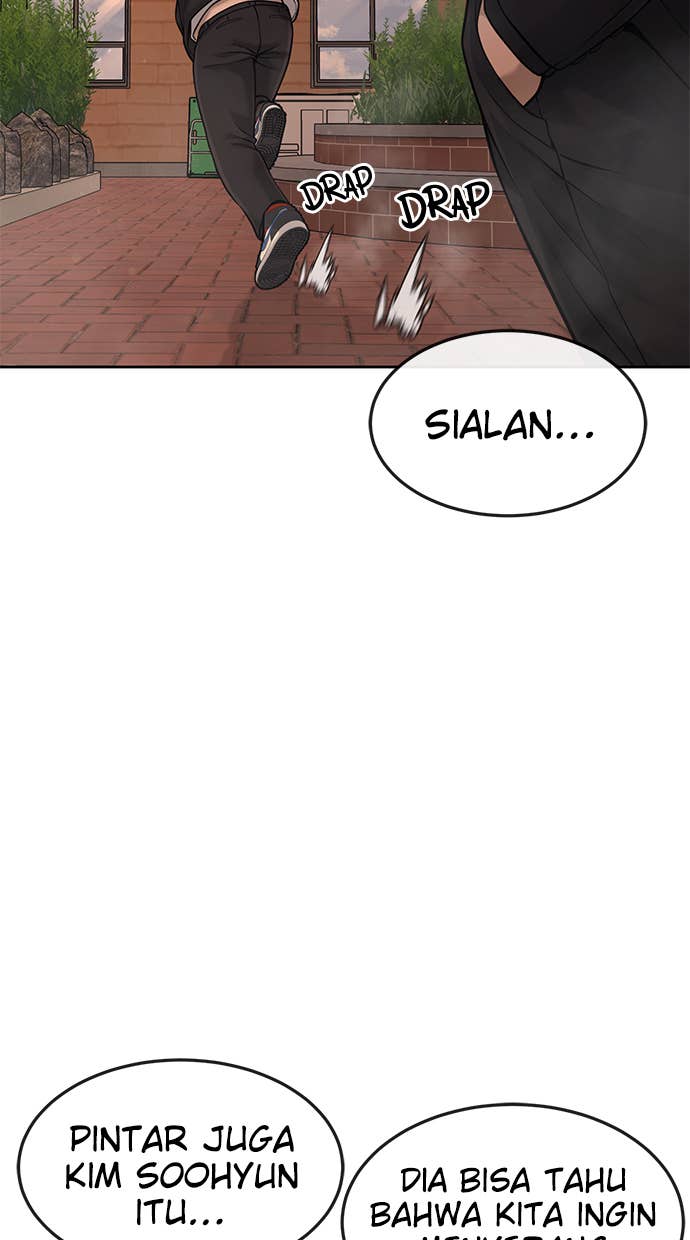 DRAP
DRAP
SIALAN...
PINTAR JUGA
KIM SOOHYUN
ITU...
DIA BISA TAHU
BAHWA KITA INGIN